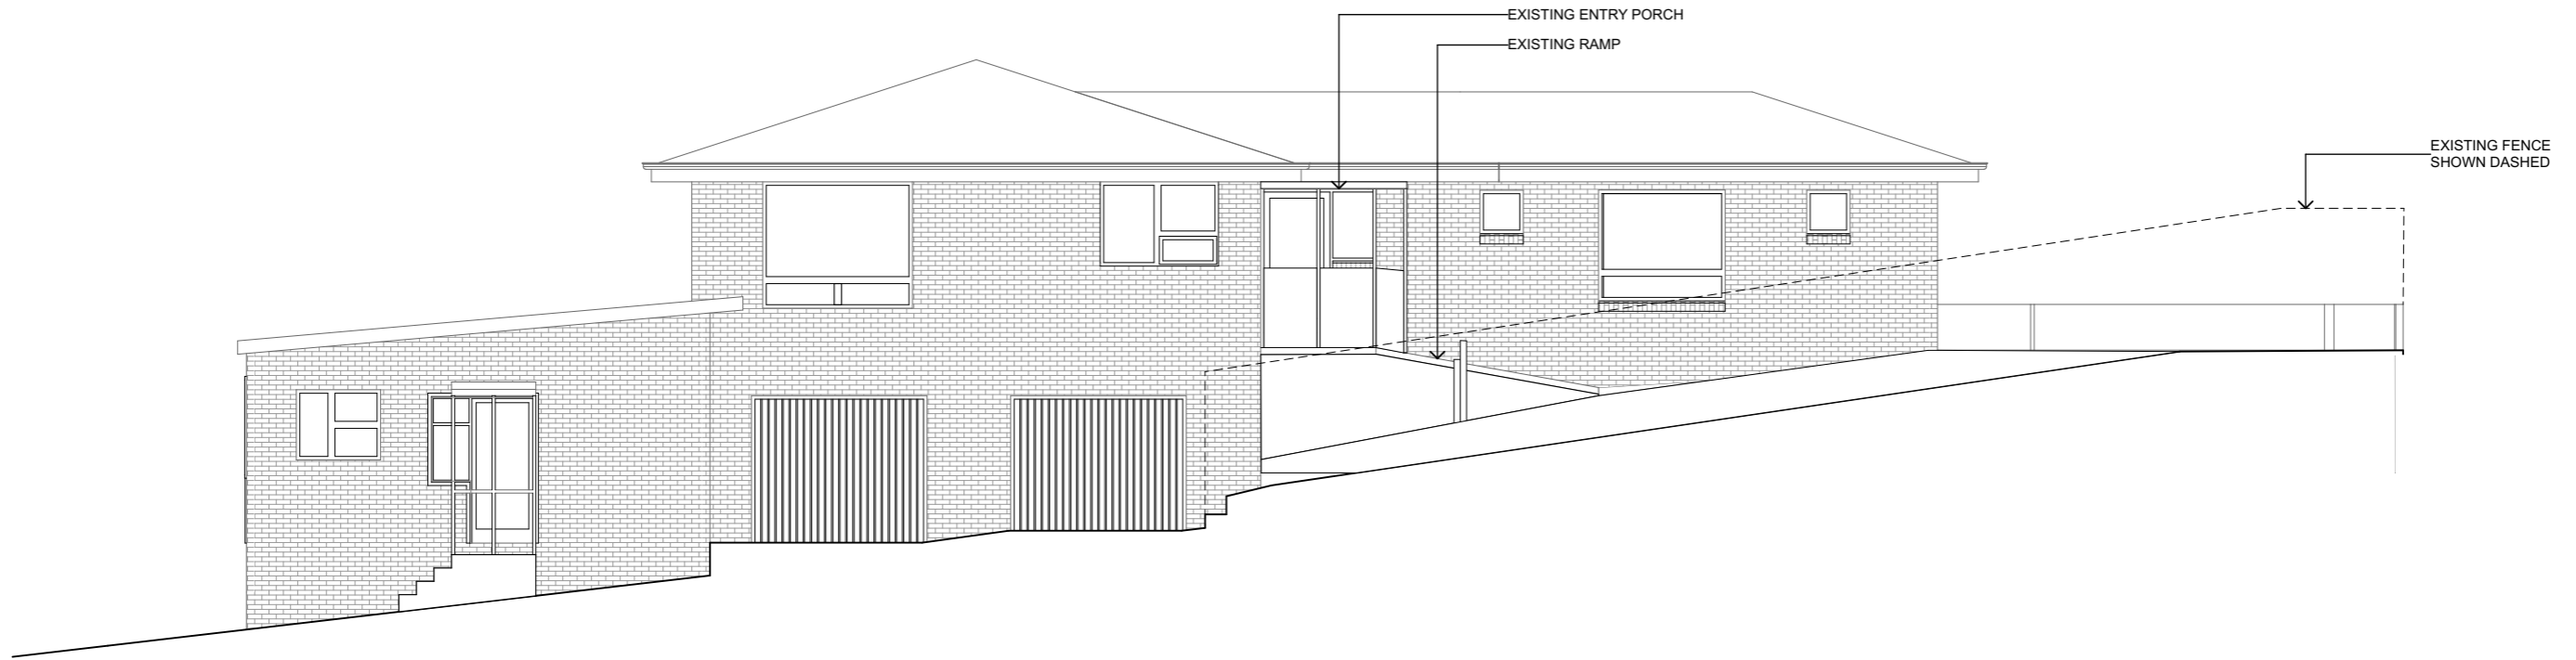 EXISTING ENTRY PORCH
EXISTING RAMP
EXISTING FENCE
SHOWN DASHED